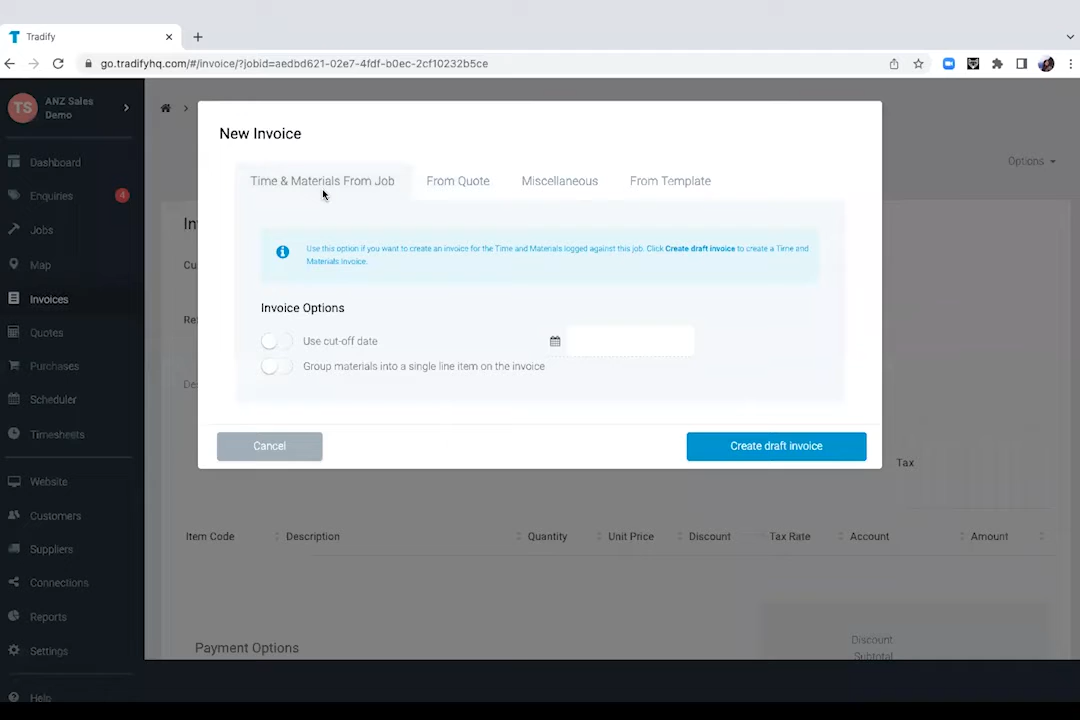 Tradify
go.tradifyhq.com/#/invoice/?jobid=aedbd621-02e7-4fdf-b0ec-2cf10232b5ce
TS
ANZ Sales
Demo
Dashboard
Enquiries
4
Jobs
Map
Invoices
Quotes
Purchases
Scheduler
Timesheets
Website
Customers
Suppliers
Connections
Reports
Settings
Help
Options
New Invoice
Time & Materials From Job
From Quote
Miscellaneous
From Template
Use this option if you want to create an invoice for the Time and Materials logged against this job. Click Create draft invoice to create a Time and
Materials Invoice.
Invoice Options
Use cut-off date
Group materials into a single line item on the invoice
Cancel
Create draft invoice
Tax
Item Code
Description
Quantity
Unit Price
Discount
Tax Rate
Account
Amount
Payment Options
Discount
Subtotal